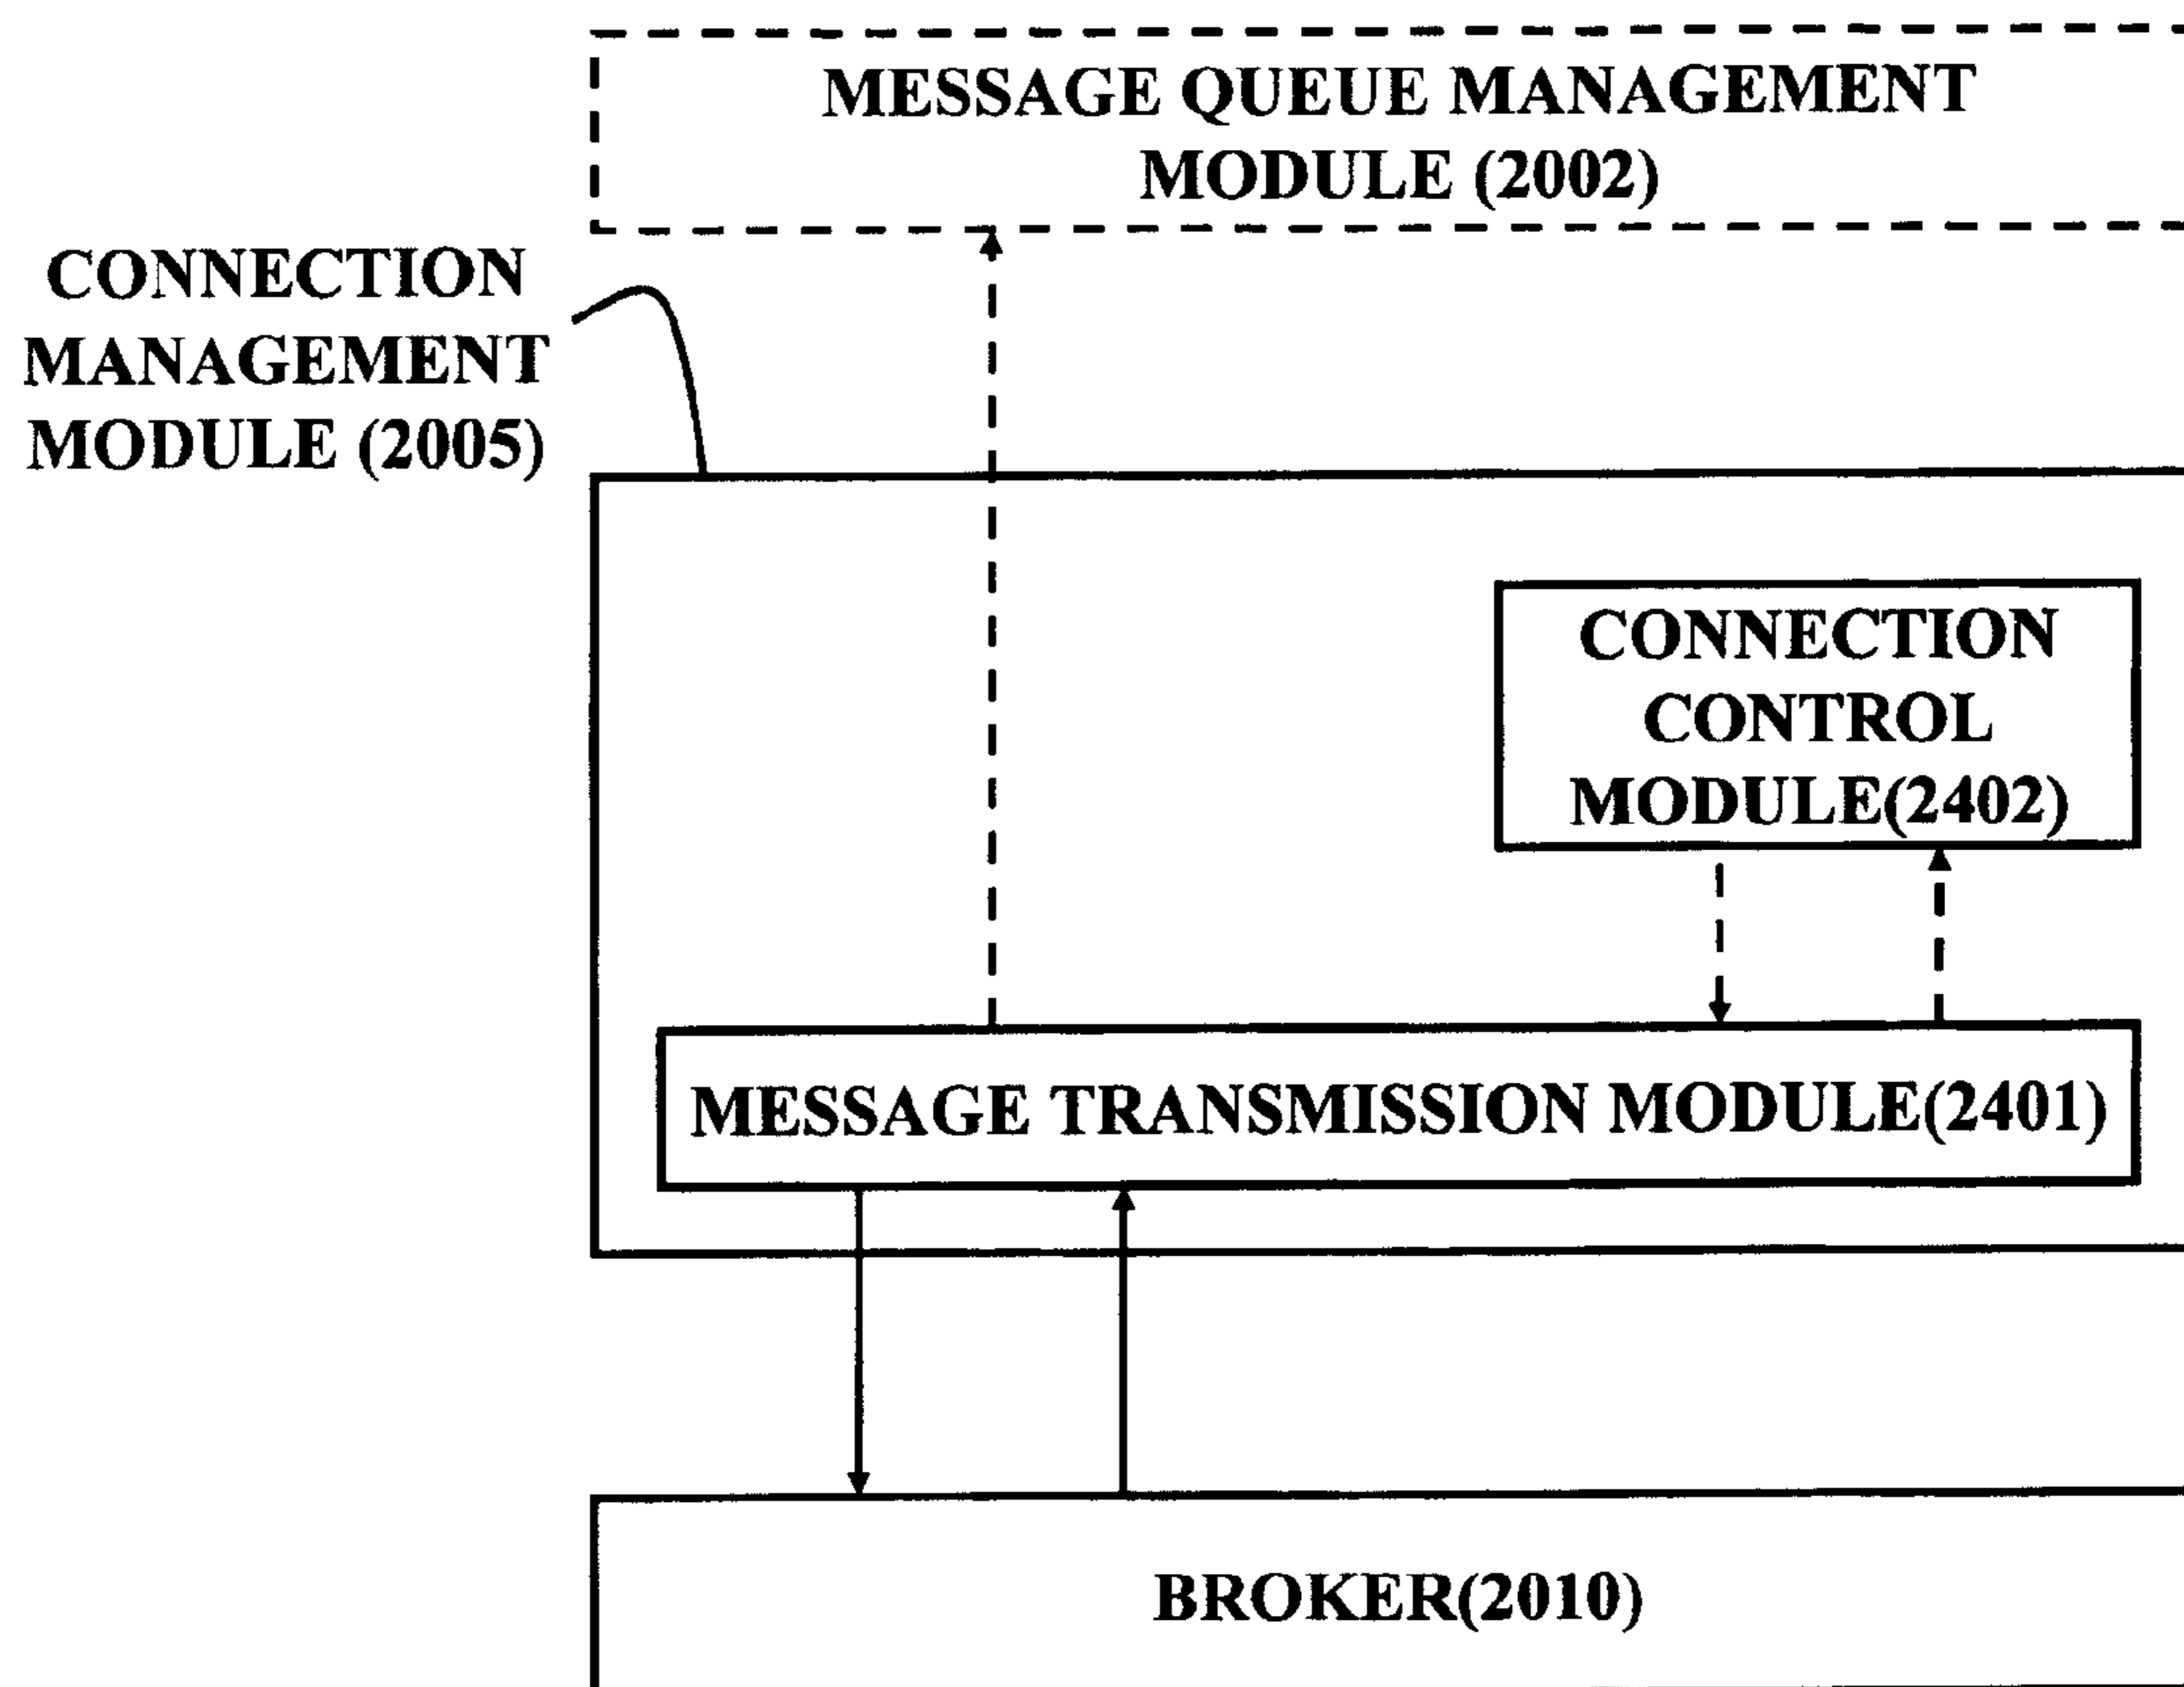 MESSAGE QUEUE MANAGEMENT
MODULE (2002)
CONNECTION
MANAGEMENT
MODULE (2005)
CONNECTION
CONTROL
MODULE(2402)
MESSAGE TRANSMISSION MODULE(2401)
BROKER(2010)